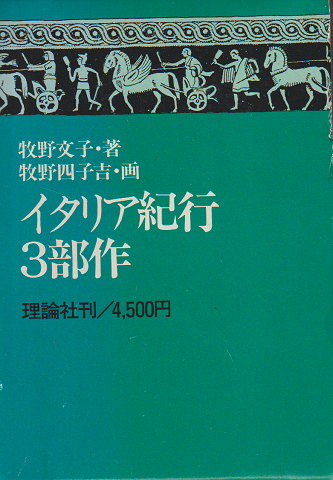 牧野文子・著
牧野四子吉・画
イタリア紀行
3部作
理論社刊/4,500円